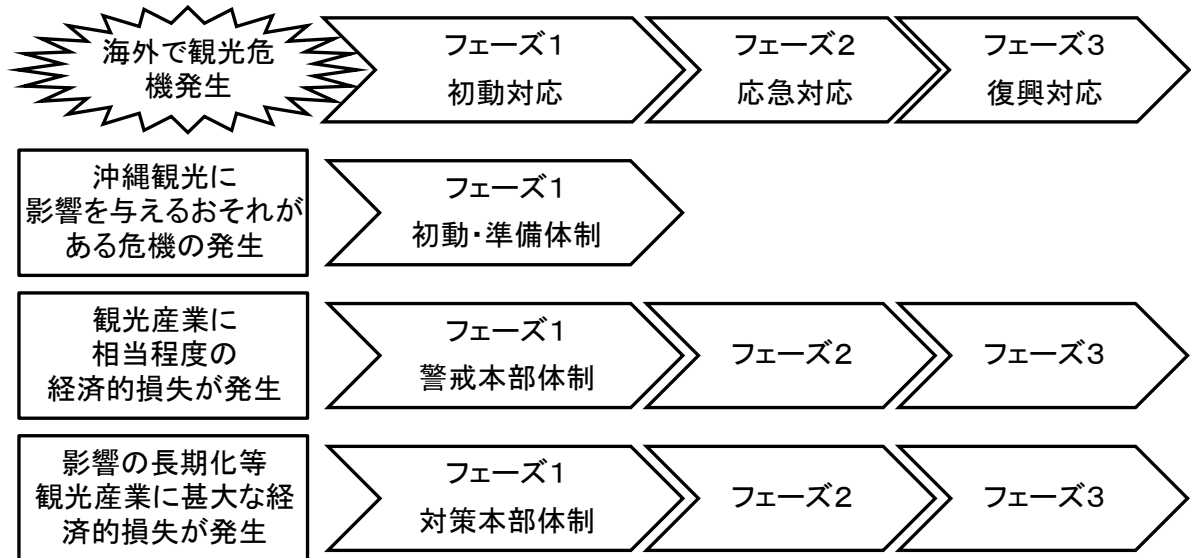 海外で観光危
機発生
フェーズ1
初動対応
フェーズ2
応急対応
フェーズ3
復興対応
沖縄観光に
影響を与えるおそれが
ある危機の発生
フェーズ1
初動・準備体制
観光産業に
相当程度の
経済的損失が発生
フェーズ1
警戒本部体制
フェーズ2
フェーズ3
影響の長期化等
観光産業に甚大な経
済的損失が発生
フェーズ1
対策本部体制
フェーズ2
フェーズ3